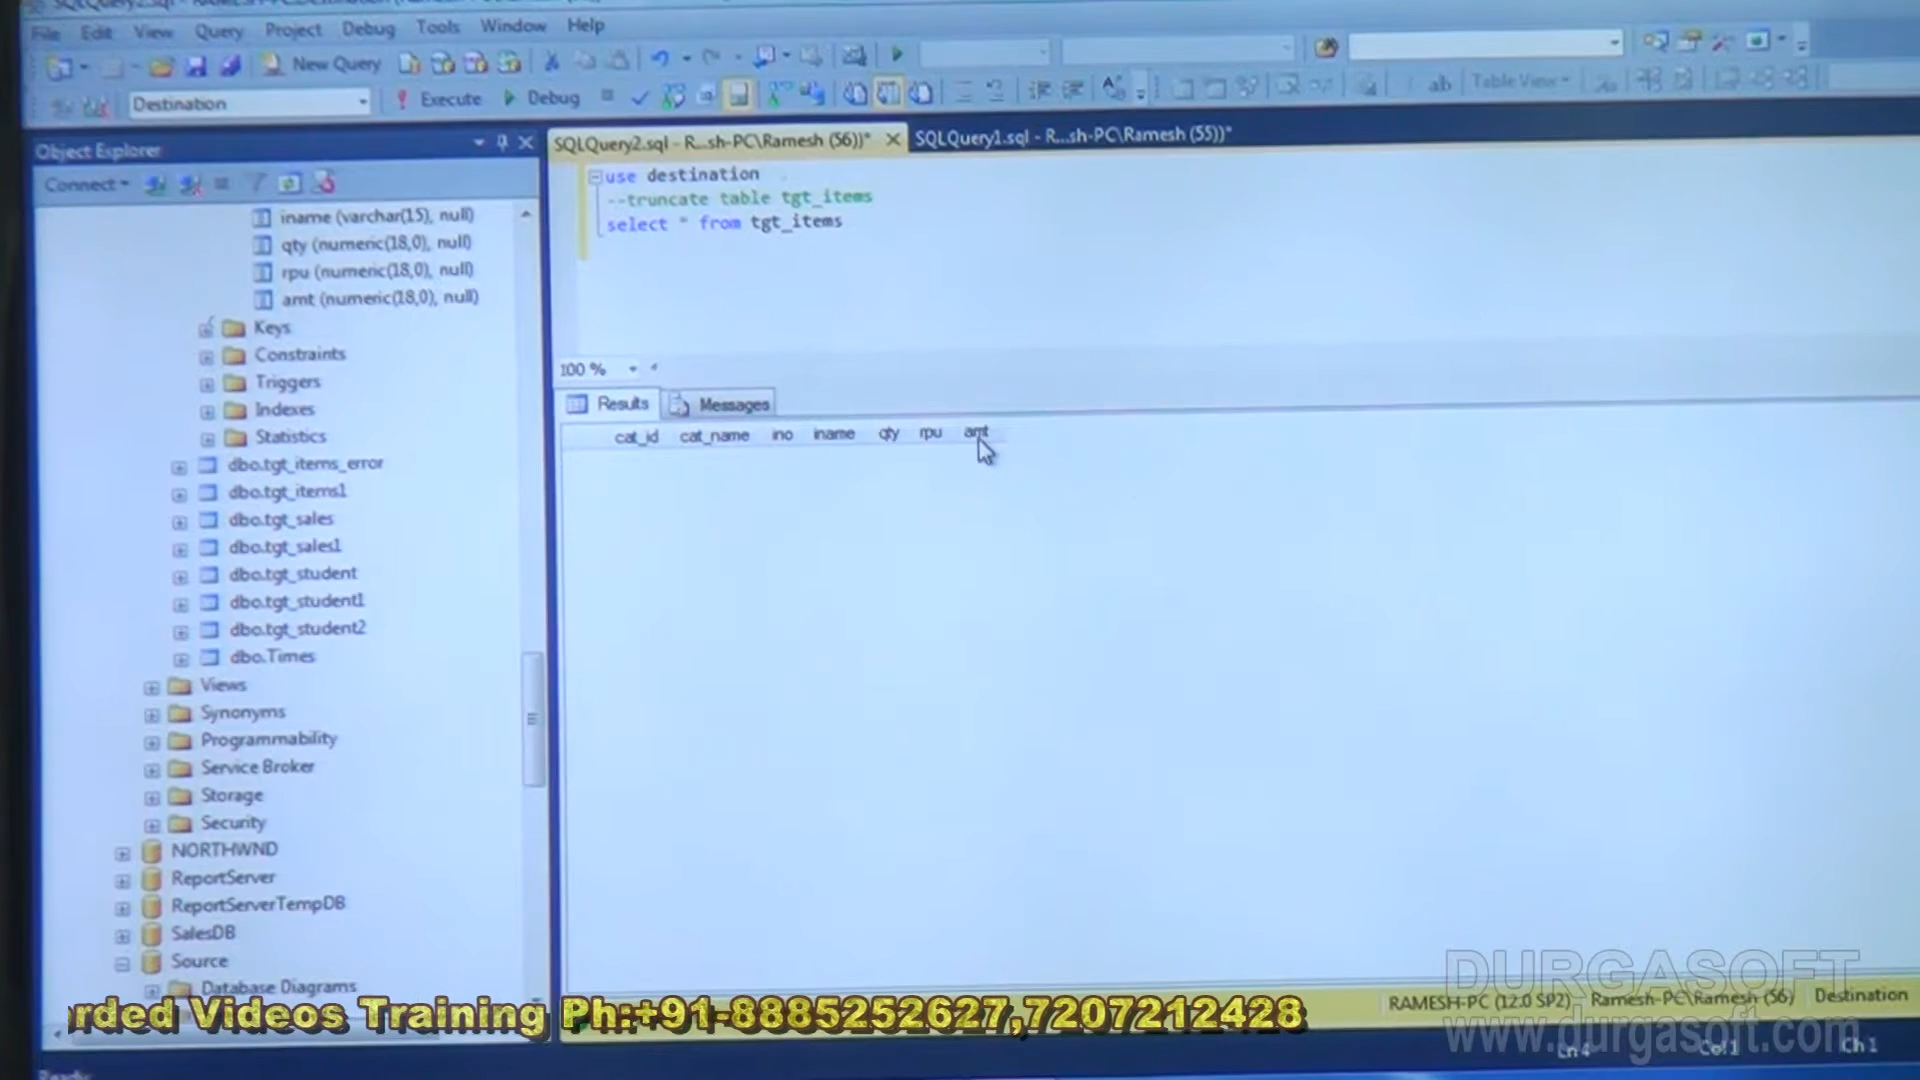 File Edit View Query Project Debug Tools Window Help
New Query
Destination Execute Debug ab Table View
Object Explorer
Connect
iname (varchar(15), null)
qty (numeric(18,0), null)
rpu (numeric(18,0), null)
amt (numeric(18,0), null)
Keys
Constraints
Triggers
Indexes
Statistics
dbo.tgt_items_error
dbo.tgt_items1
dbo.tgt_sales
dbo.tgt_sales1
dbo.tgt_student
dbo.tgt_student1
dbo.tgt_student2
dbo.Times
Views
Synonyms
Programmability
Service Broker
Storage
Security
NORTHWND
ReportServer
ReportServerTempDB
SalesDB
Source
Database Diagrams
SQLQuery2.sql - R...sh-PC\Ramesh (56))* SQLQuery1.sql - R...sh-PC\Ramesh (55))*
use destination
--truncate table tgt_items
select * from tgt_items
100 %
Results Messages
cat_id cat_name ino iname qty rpu amt
DURGASOFT
RAMESH-PC (12.0 SP2) Ramesh-PC\Ramesh (56) Destination
rded Videos Training Ph:+91-8885252627,7207212428
www.durgasoft.com
Ln 4 Col 1 Ch 1